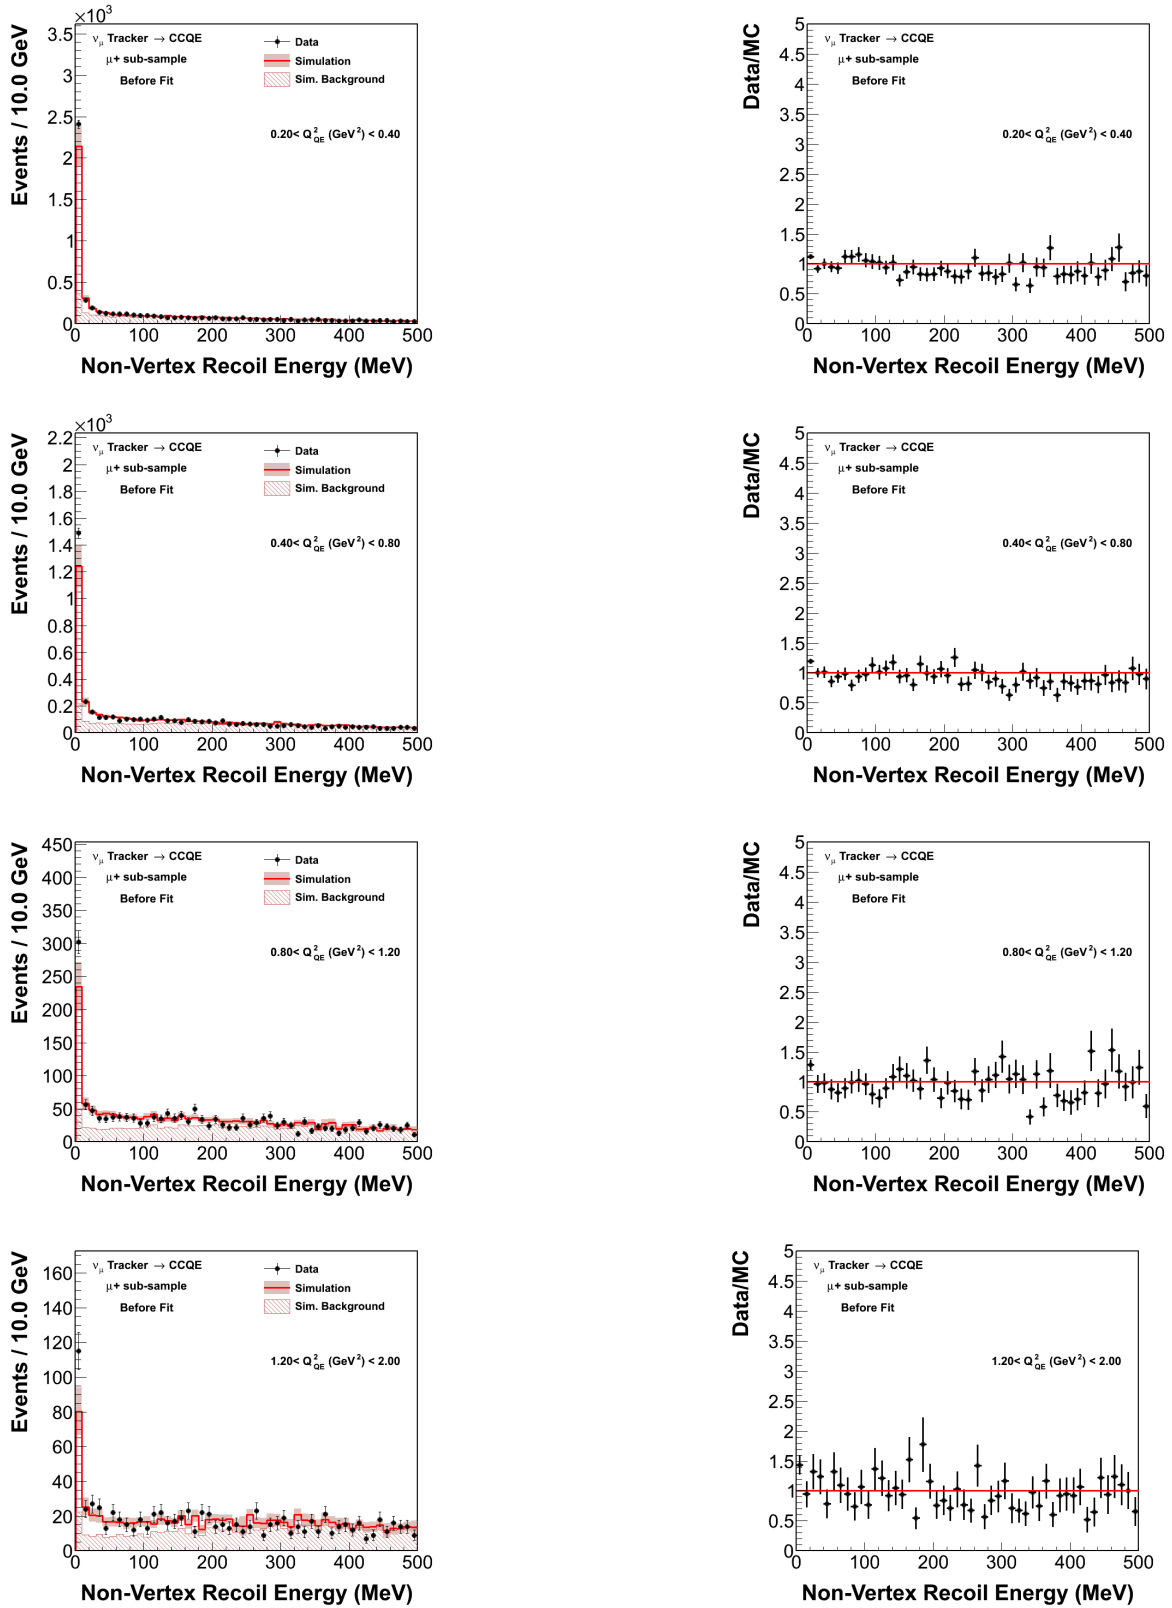 ×10³
Events / 10.0 GeV
3.5
3
2.5
2
1.5
1
0.5
0
ν_μ Tracker → CCQE
μ+ sub-sample
Before Fit
Data
Simulation
Sim. Background
0.20< Q²_QE (GeV²) < 0.40
0 100 200 300 400 500
Non-Vertex Recoil Energy (MeV)
Data/MC
5
4.5
4
3.5
3
2.5
2
1.5
1
0.5
0
ν_μ Tracker → CCQE
μ+ sub-sample
Before Fit
0.20< Q²_QE (GeV²) < 0.40
0 100 200 300 400 500
Non-Vertex Recoil Energy (MeV)
×10³
Events / 10.0 GeV
2.2
2
1.8
1.6
1.4
1.2
1
0.8
0.6
0.4
0.2
0
ν_μ Tracker → CCQE
μ+ sub-sample
Before Fit
Data
Simulation
Sim. Background
0.40< Q²_QE (GeV²) < 0.80
0 100 200 300 400 500
Non-Vertex Recoil Energy (MeV)
Data/MC
5
4.5
4
3.5
3
2.5
2
1.5
1
0.5
0
ν_μ Tracker → CCQE
μ+ sub-sample
Before Fit
0.40< Q²_QE (GeV²) < 0.80
0 100 200 300 400 500
Non-Vertex Recoil Energy (MeV)
Events / 10.0 GeV
450
400
350
300
250
200
150
100
50
0
ν_μ Tracker → CCQE
μ+ sub-sample
Before Fit
Data
Simulation
Sim. Background
0.80< Q²_QE (GeV²) < 1.20
0 100 200 300 400 500
Non-Vertex Recoil Energy (MeV)
Data/MC
5
4.5
4
3.5
3
2.5
2
1.5
1
0.5
0
ν_μ Tracker → CCQE
μ+ sub-sample
Before Fit
0.80< Q²_QE (GeV²) < 1.20
0 100 200 300 400 500
Non-Vertex Recoil Energy (MeV)
Events / 10.0 GeV
160
140
120
100
80
60
40
20
0
ν_μ Tracker → CCQE
μ+ sub-sample
Before Fit
Data
Simulation
Sim. Background
1.20< Q²_QE (GeV²) < 2.00
0 100 200 300 400 500
Non-Vertex Recoil Energy (MeV)
Data/MC
5
4.5
4
3.5
3
2.5
2
1.5
1
0.5
0
ν_μ Tracker → CCQE
μ+ sub-sample
Before Fit
1.20< Q²_QE (GeV²) < 2.00
0 100 200 300 400 500
Non-Vertex Recoil Energy (MeV)